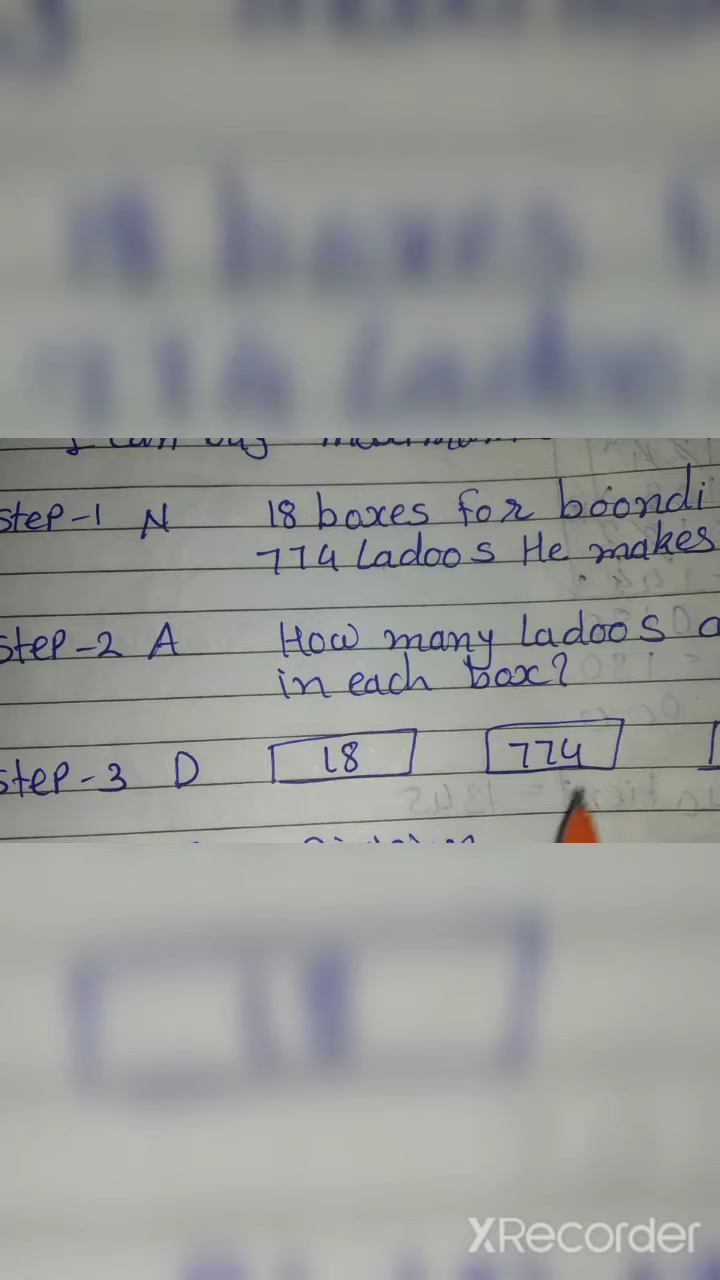 step-1 N 18 boxes for boondi
774 Ladoos He makes
step-2 A How many ladoos
in each box?
step-3 D 18 774
XRecorder